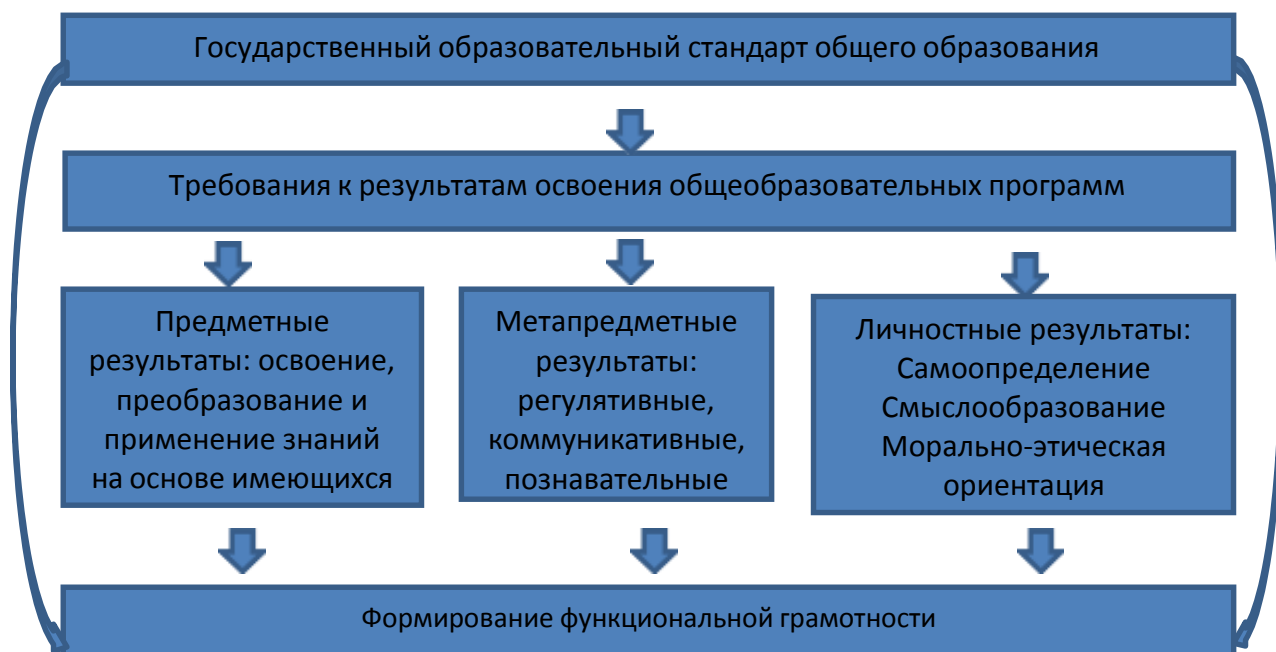 Государственный образовательный стандарт общего образования
Требования к результатам освоения общеобразовательных программ
Предметные
результаты: освоение,
преобразование и
применение знаний
на основе имеющихся
Метапредметные
результаты:
регулятивные,
коммуникативные,
познавательные
Личностные результаты:
Самоопределение
Смыслообразование
Морально-этическая
ориентация
Формирование функциональной грамотности